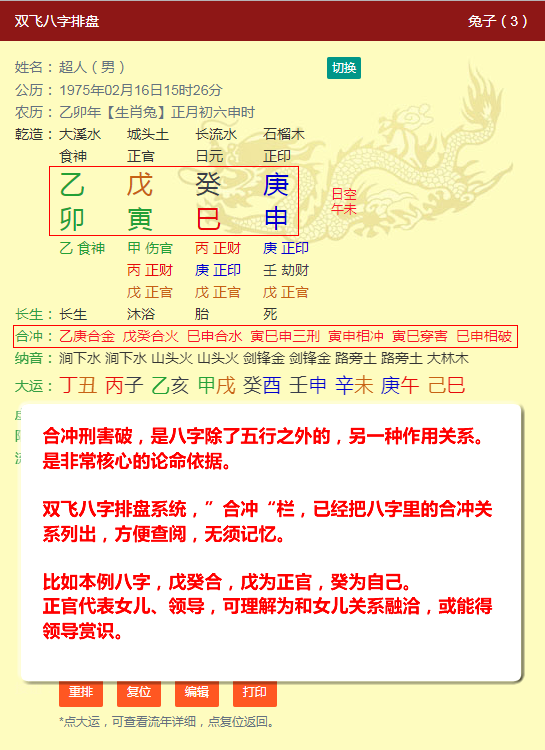 双飞八字排盘 兔子（3）
姓名： 超人（男） 切换
公历： 1975年02月16日15时26分
农历： 乙卯年【生肖兔】正月初六申时
乾造： 大溪水 城头土 长流水 石榴木
食神 正官 日元 正印
乙 戊 癸 庚
卯 寅 巳 申
日空
午未
乙 食神 甲 伤官 丙 正财 庚 正印
丙 正财 庚 正印 壬 劫财
戊 正官 戊 正官 戊 正官
长生： 长生 沐浴 胎 死
合冲： 乙庚合金 戊癸合火 巳申合水 寅巳申三刑 寅申相冲 寅巳穿害 巳申相破
纳音： 涧下水 涧下水 山头火 山头火 剑锋金 剑锋金 路旁土 路旁土 大林木
大运： 丁丑 丙子 乙亥 甲戌 癸酉 壬申 辛未 庚午 己巳
合冲刑害破，是八字除了五行之外的，另一种作用关系。
是非常核心的论命依据。
双飞八字排盘系统，”合冲“栏，已经把八字里的合冲关
系列出，方便查阅，无须记忆。
比如本例八字，戊癸合，戊为正官，癸为自己。
正官代表女儿、领导，可理解为和女儿关系融洽，或能得
领导赏识。
重排 复位 编辑 打印
*点大运，可查看流年详细，点复位返回。